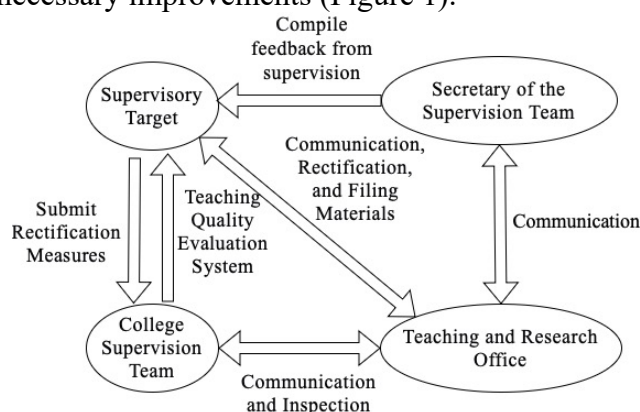 necessary improvements (Figure 1).
Compile
feedback from
supervision
Supervisory
Target
Secretary of the
Supervision Team
Communication,
Rectification,
and Filing
Materials
Submit
Rectification
Measures
Teaching
Quality
Evaluation
System
Communication
College
Supervision
Team
Teaching and Research
Office
Communication
and Inspection